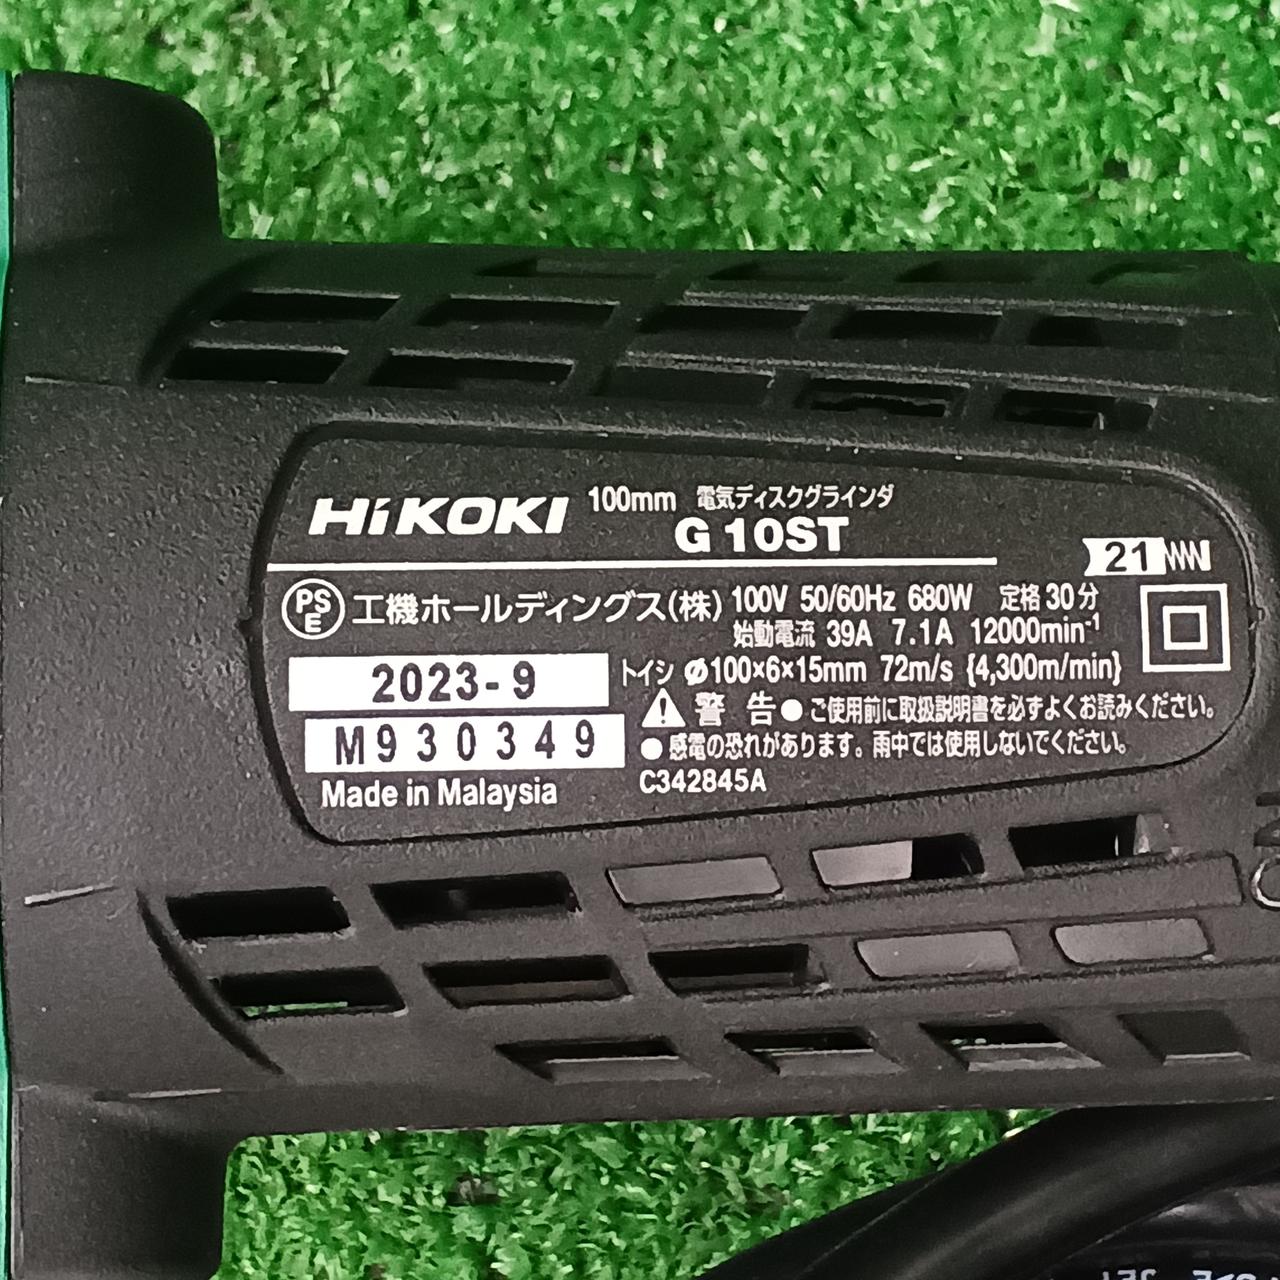 HiKOKI 100mm 電気ディスクグラインダ
G 10ST
21
PSE 工機ホールディングス(株) 100V 50/60Hz 680W 定格30分
始動電流 39A 7.1A 12000min⁻¹
2023-9 トイシ Ø100×6×15mm 72m/s {4,300m/min}
警告 ●ご使用前に取扱説明書を必ずよくお読みください。
M930349 ●感電の恐れがあります。雨中では使用しないでください。
Made in Malaysia C342845A